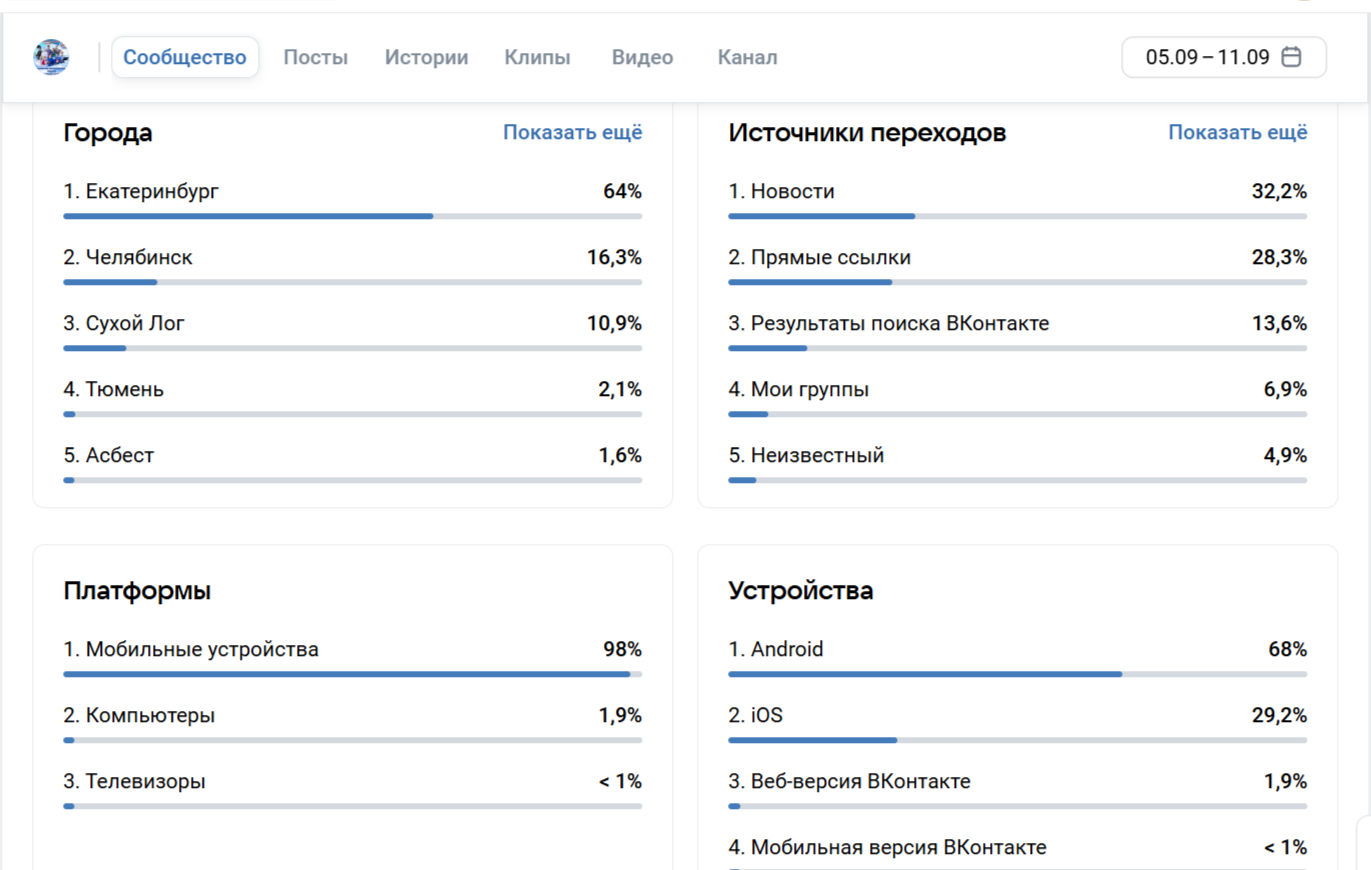 Сообщество Посты Истории Клипы Видео Канал 05.09 – 11.09
Города Показать ещё
1. Екатеринбург 64%
2. Челябинск 16,3%
3. Сухой Лог 10,9%
4. Тюмень 2,1%
5. Асбест 1,6%
Источники переходов Показать ещё
1. Новости 32,2%
2. Прямые ссылки 28,3%
3. Результаты поиска ВКонтакте 13,6%
4. Мои группы 6,9%
5. Неизвестный 4,9%
Платформы
1. Мобильные устройства 98%
2. Компьютеры 1,9%
3. Телевизоры < 1%
Устройства
1. Android 68%
2. iOS 29,2%
3. Веб-версия ВКонтакте 1,9%
4. Мобильная версия ВКонтакте < 1%